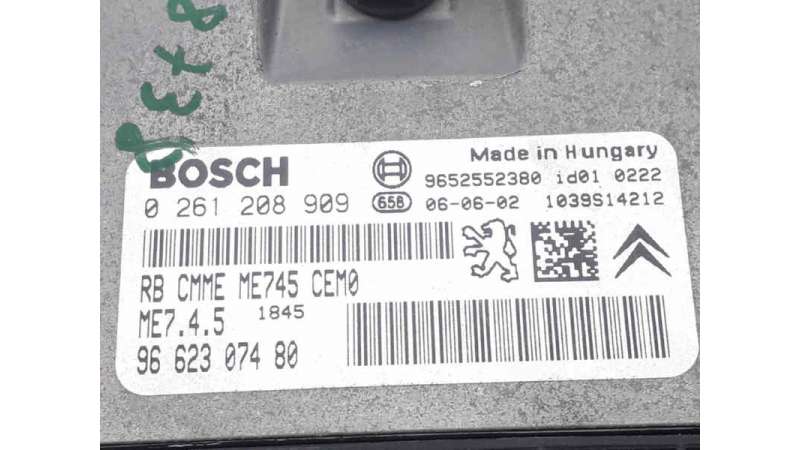 BOSCH
Made in Hungary
9652552380 id01 0222
0 261 208 909
658
06-06-02 1039S14212
RB CMME ME745 CEM0
ME7.4.5 1845
96 623 074 80